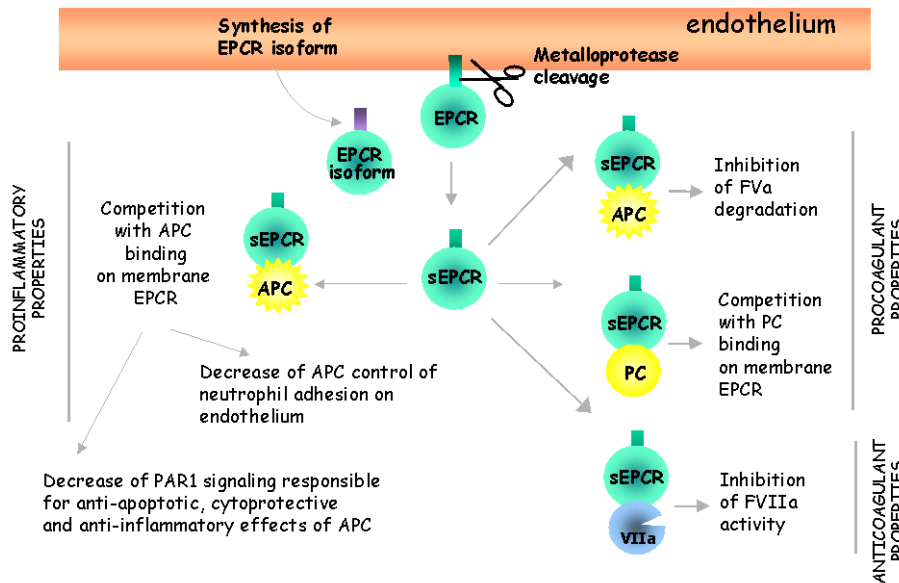 endothelium
Synthesis of
EPCR isoform
Metalloprotease
cleavage
EPCR
EPCR
isoform
sEPCR
APC
Inhibition
of FVa
degradation
PROINFLAMMATORY
PROPERTIES
Competition
with APC
binding
on membrane
EPCR
sEPCR
APC
sEPCR
PROCOAGULANT
PROPERTIES
sEPCR
PC
Competition
with PC
binding
on membrane
EPCR
Decrease of APC control of
neutrophil adhesion on
endothelium
Decrease of PAR1 signaling responsible
for anti-apoptotic, cytoprotective
and anti-inflammatory effects of APC
sEPCR
VIIa
Inhibition
of FVIIa
activity
ANTICOAGULANT
PROPERTIES